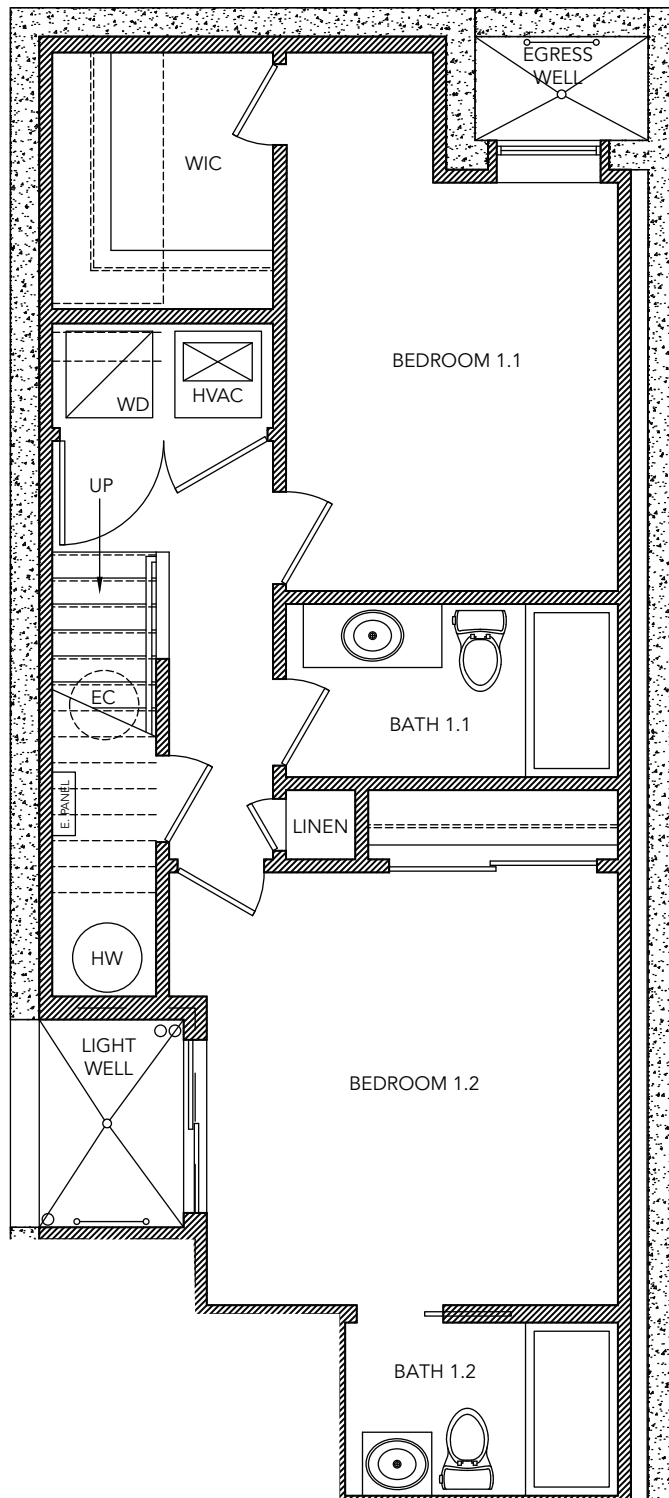 EGRESS
WELL
WIC
BEDROOM 1.1
WD
HVAC
UP
EC
BATH 1.1
E. PANEL
LINEN
HW
LIGHT
WELL
BEDROOM 1.2
BATH 1.2